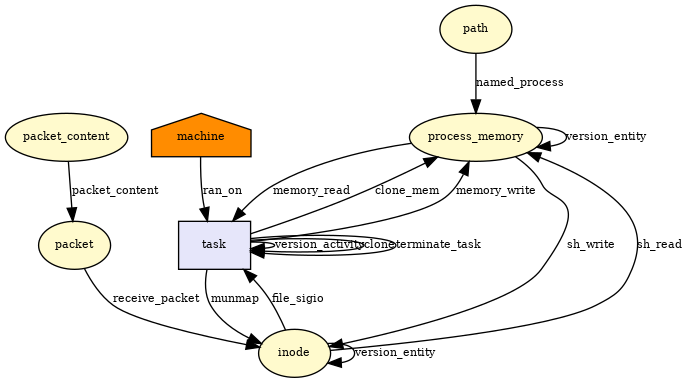 path
named_process
packet_content
machine
process_memory
version_entity
packet_content
ran_on
memory_read
clone_mem
memory_write
packet
task
version_activity
clone
terminate_task
sh_write
sh_read
receive_packet
munmap
file_sigio
inode
version_entity